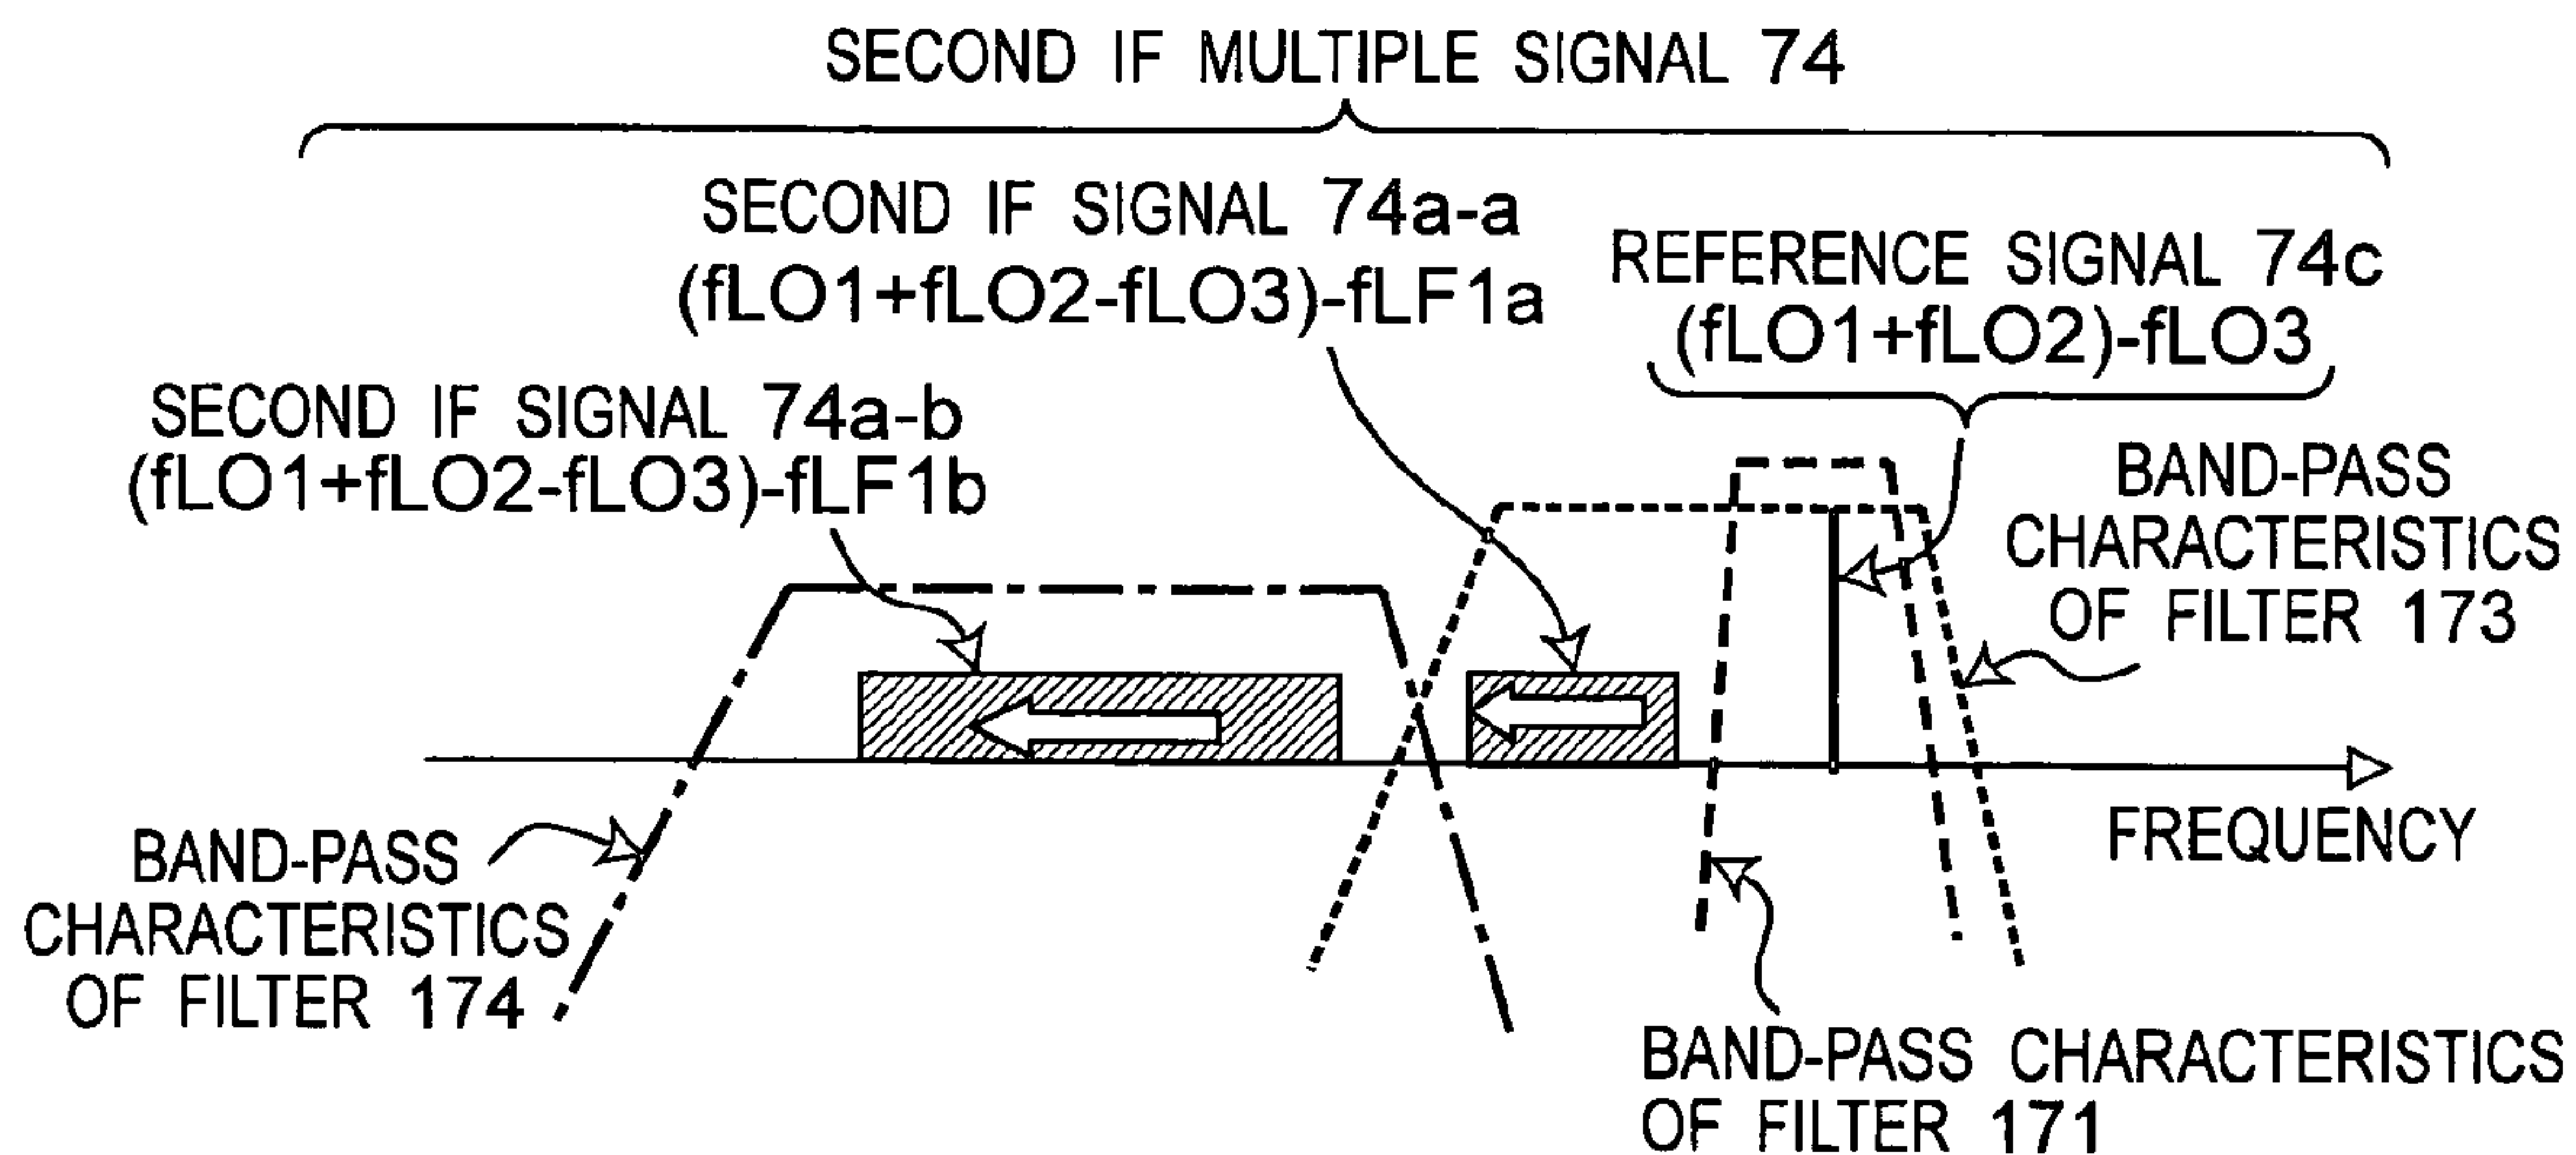 SECOND IF MULTIPLE SIGNAL 74
SECOND IF SIGNAL 74a-a
(fLO1+fLO2-fLO3)-fLF1a
REFERENCE SIGNAL 74c
(fLO1+fLO2)-fLO3
SECOND IF SIGNAL 74a-b
(fLO1+fLO2-fLO3)-fLF1b
BAND-PASS
CHARACTERISTICS
OF FILTER 173
FREQUENCY
BAND-PASS
CHARACTERISTICS
OF FILTER 174
BAND-PASS CHARACTERISTICS
OF FILTER 171